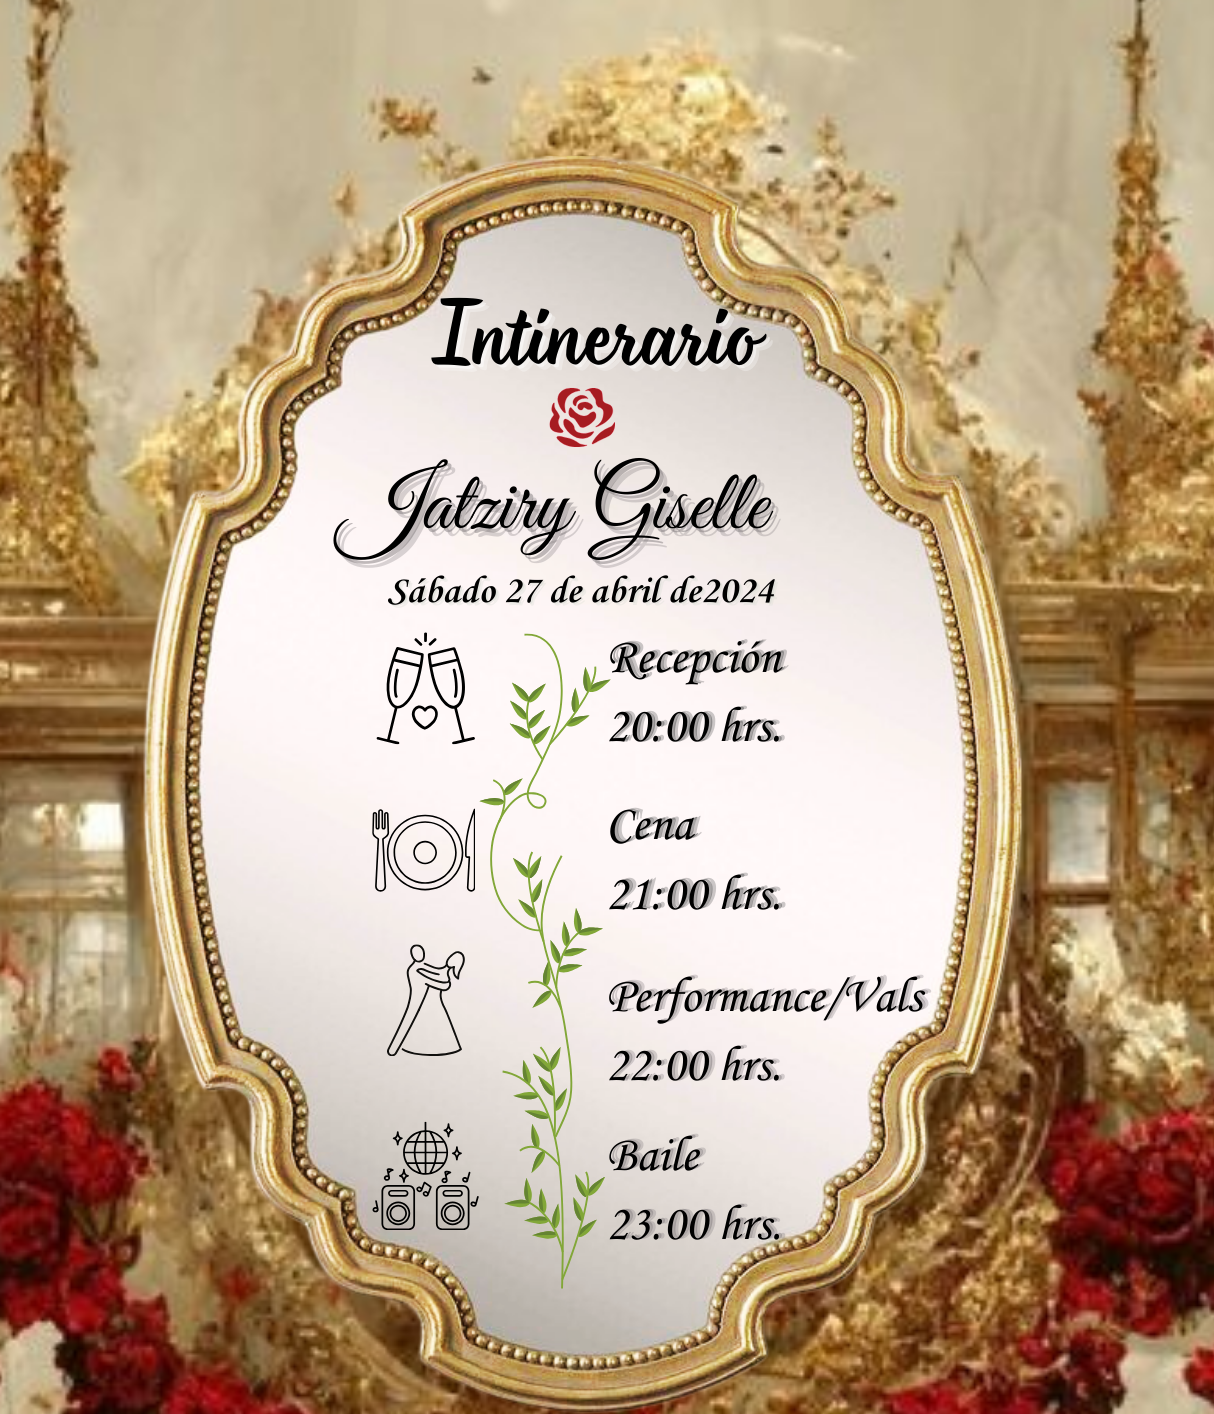 Intinerario
Jatziry Giselle
Sábado 27 de abril de2024
Recepción
20:00 hrs.
Cena
21:00 hrs.
Performance/Vals
22:00 hrs.
Baile
23:00 hrs.